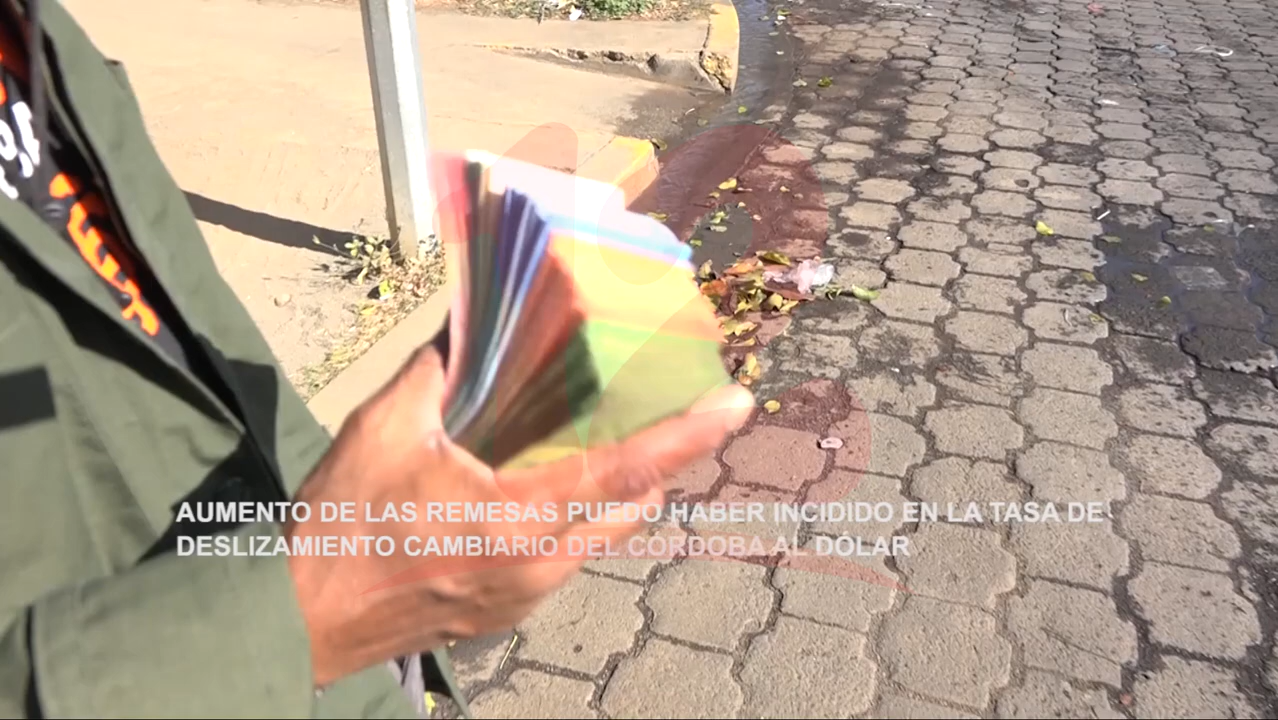 AUMENTO DE LAS REMESAS PUEDO HABER INCIDIDO EN LA TASA DE
DESLIZAMIENTO CAMBIARIO DEL CÓRDOBA AL DÓLAR